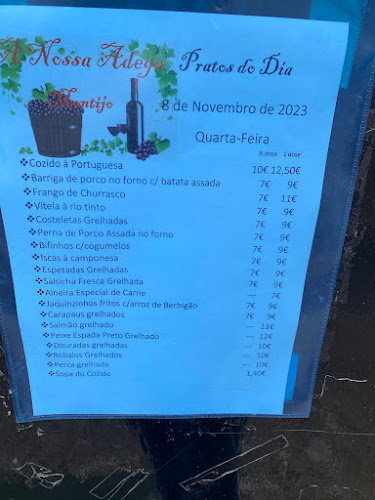 A Nossa Adega Pratos do Dia
Montijo
8 de Novembro de 2023
Quarta-Feira
½ dose 1 dose
❖Cozido á Portuguesa 10€ 12,50€
❖Barriga de porco no forno c/ batata assada 7€ 9€
❖Frango de Churrasco 7€ 11€
❖Vitela à rio tinto 7€ 9€
❖Costeletas Grelhadas 7€ 9€
❖Perna de Porco Assada no forno 7€ 9€
❖Bifinhos c/cogumelos 7€ 9€
❖Iscas à camponesa 7€ 9€
❖Espetadas Grelhadas 7€ 9€
❖Salsicha Fresca Grelhada 7€ 9€
❖Alheira Especial de Carne --- 7€
❖Jaquinzinhos fritos c/arroz de Berbigão 7€ 9€
❖Carapaus grelhados 7€ 9€
❖Salmão grelhado --- 13€
❖Peixe Espada Preto Grelhado --- 12€
❖Douradas grelhadas --- 10€
❖Robalos Grelhados --- 10€
❖Perca grelhada --- 10€
❖Sopa do Cozido 1,40€